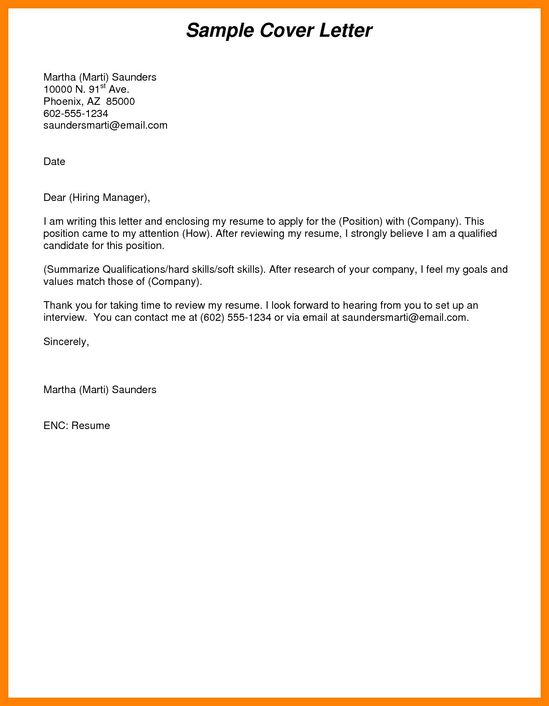 Sample Cover Letter
Martha (Marti) Saunders
10000 N. 91st Ave.
Phoenix, AZ  85000
602-555-1234
saundersmarti@email.com
Date
Dear (Hiring Manager),
I am writing this letter and enclosing my resume to apply for the (Position) with (Company). This
position came to my attention (How). After reviewing my resume, I strongly believe I am a qualified
candidate for this position.
(Summarize Qualifications/hard skills/soft skills). After research of your company, I feel my goals and
values match those of (Company).
Thank you for taking time to review my resume. I look forward to hearing from you to set up an
interview.  You can contact me at (602) 555-1234 or via email at saundersmarti@email.com.
Sincerely,
Martha (Marti) Saunders
ENC: Resume